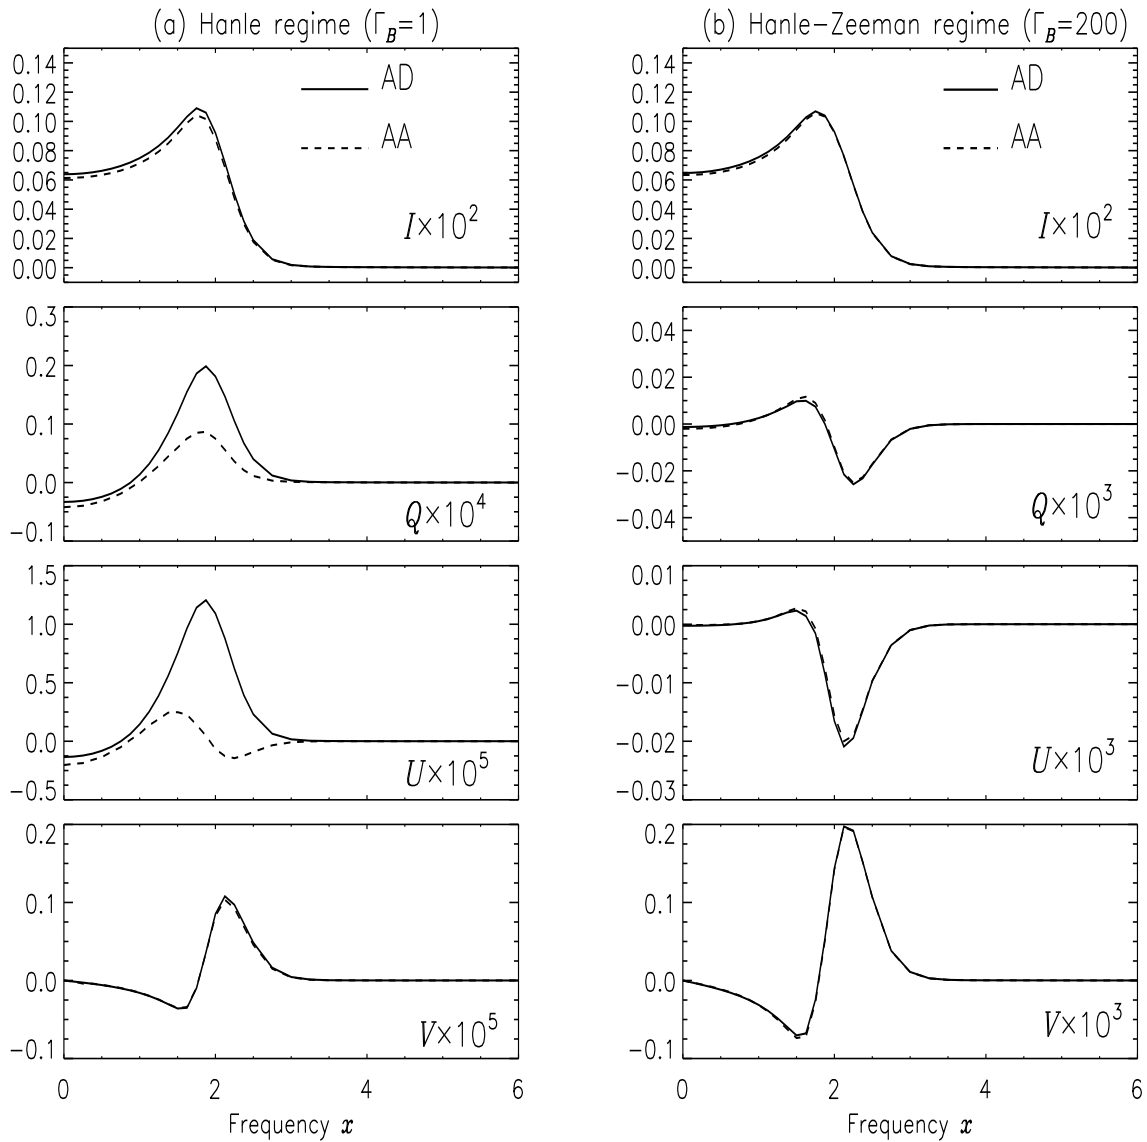 (a) Hanle regime (Γ_B=1)
0.14
0.12
0.10
0.08
0.06
0.04
0.02
0.00
AD
AA
I×10^2
0.3
0.2
0.1
0.0
−0.1
Q×10^4
1.5
1.0
0.5
0.0
−0.5
U×10^5
0.2
0.1
0.0
−0.1
V×10^5
0 2 4 6
Frequency x
(b) Hanle−Zeeman regime (Γ_B=200)
0.14
0.12
0.10
0.08
0.06
0.04
0.02
0.00
AD
AA
I×10^2
0.04
0.02
0.00
−0.02
−0.04
Q×10^3
0.01
0.00
−0.01
−0.02
−0.03
U×10^3
0.2
0.1
0.0
−0.1
V×10^3
0 2 4 6
Frequency x